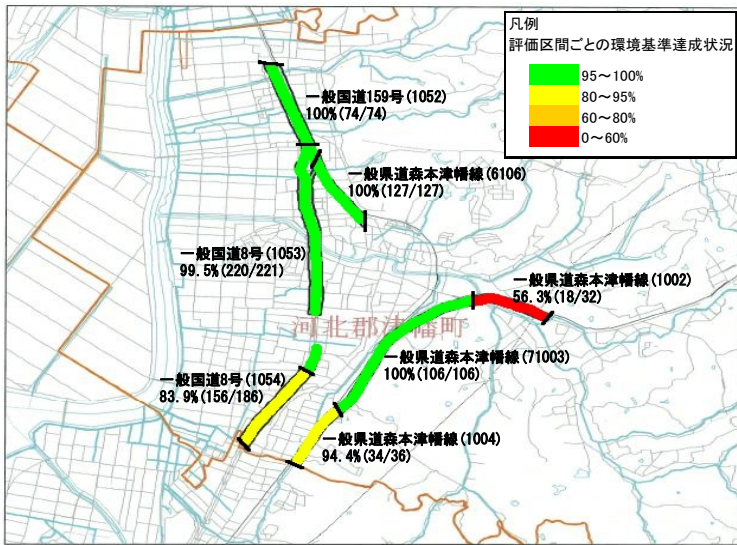 凡例
評価区間ごとの環境基準達成状況
95～100%
80～95%
60～80%
0～60%
一般国道159号(1052)
100%(74/74)
一般県道森本津幡線(6106)
100%(127/127)
一般国道8号(1053)
99.5%(220/221)
一般県道森本津幡線(1002)
56.3%(18/32)
河北郡津幡町
一般県道森本津幡線(71003)
100%(106/106)
一般国道8号(1054)
83.9%(156/186)
一般県道森本津幡線(1004)
94.4%(34/36)